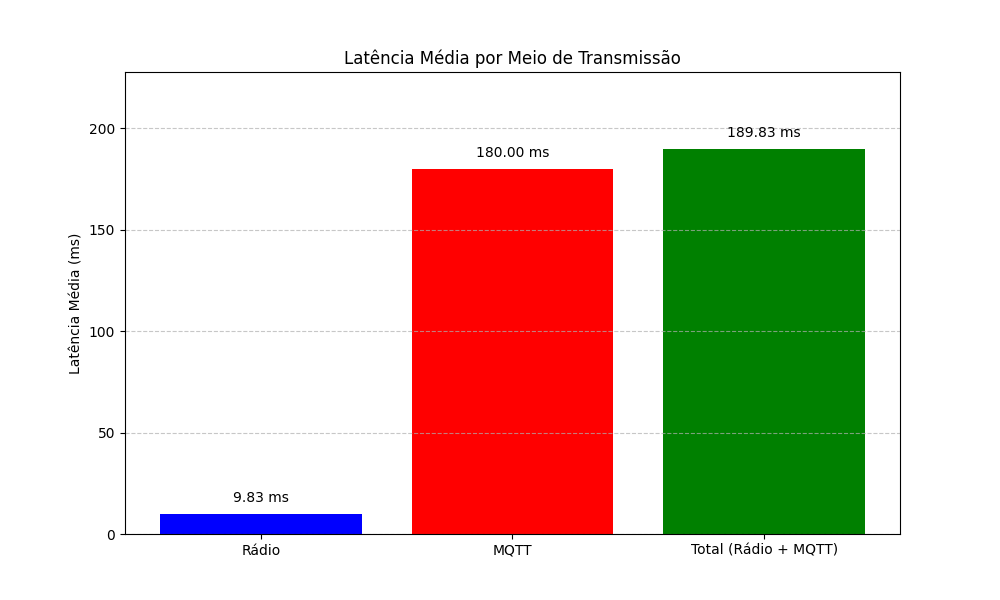 Latência Média por Meio de Transmissão
Latência Média (ms)
200
150
100
50
0
9.83 ms
180.00 ms
189.83 ms
Rádio
MQTT
Total (Rádio + MQTT)